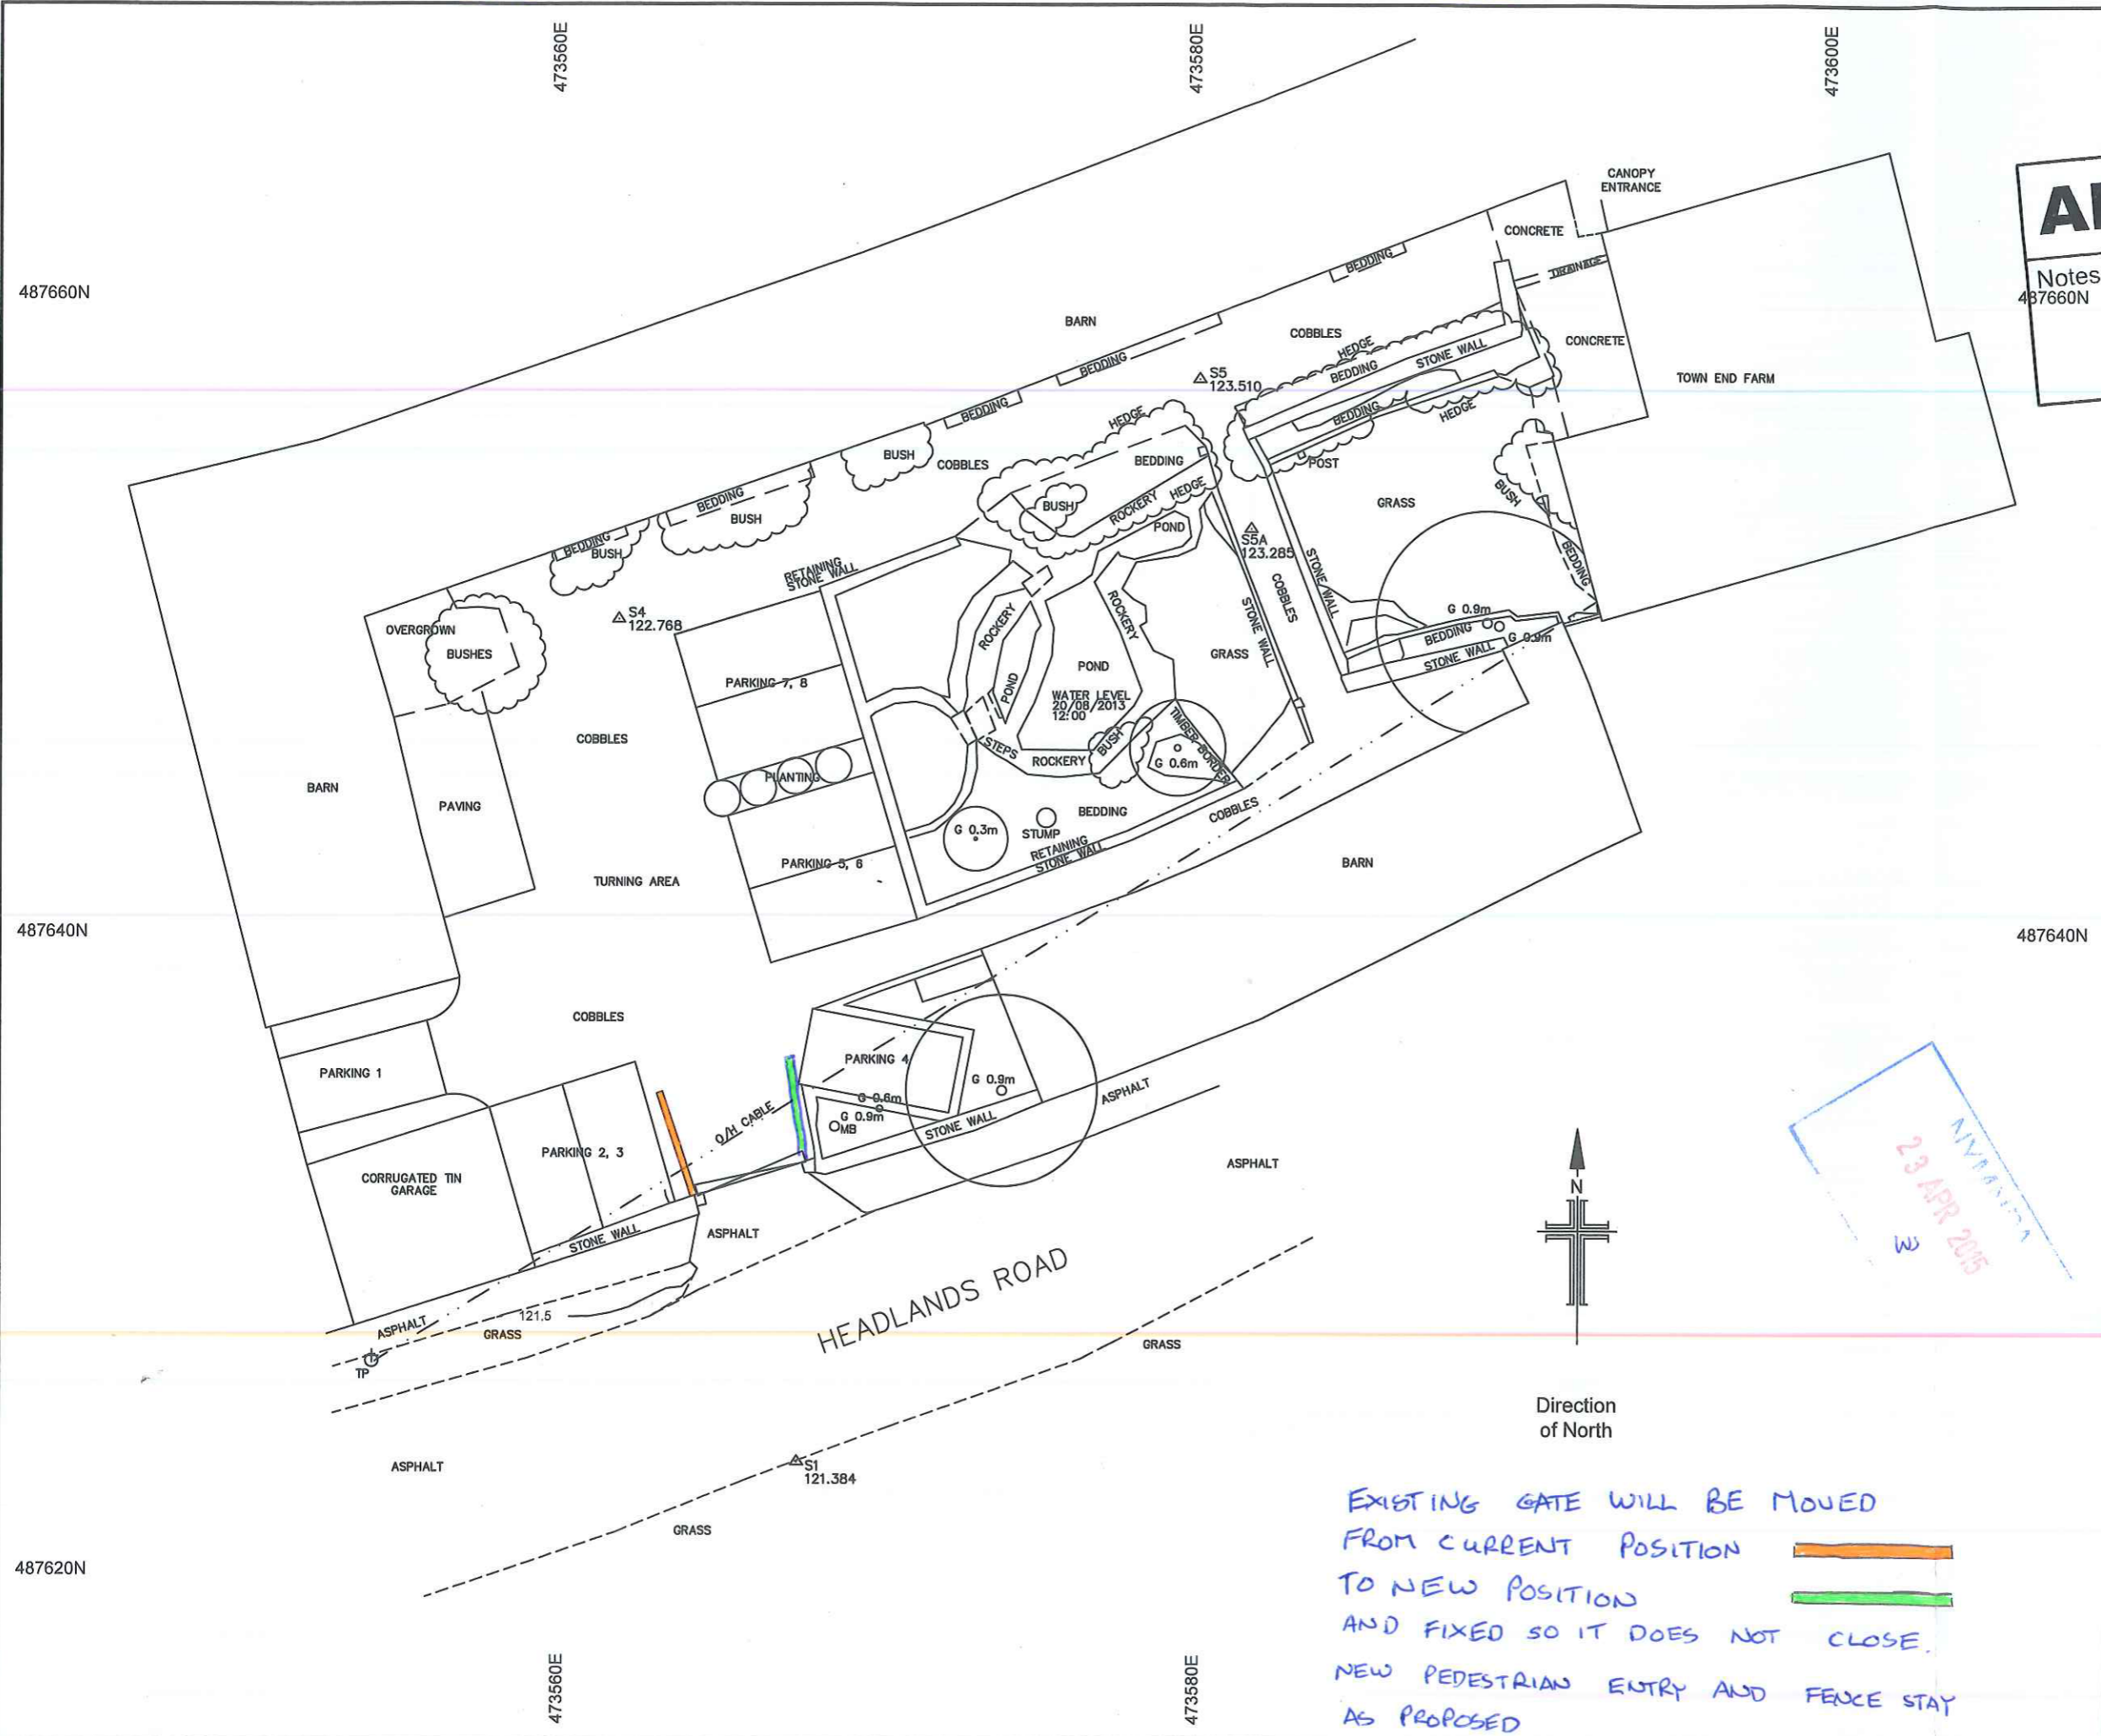 473560E
473580E
473600E
CANOPY
ENTRANCE
CONCRETE
BEDDING
DRAINAGE
Notes
487660N
487660N
BARN
COBBLES
HEDGE
STONE WALL
BEDDING
CONCRETE
BEDDING
S5
123.510
TOWN END FARM
BEDDING
HEDGE
BEDDING
HEDGE
BUSH
COBBLES
BEDDING
POST
BEDDING
BUSH
BUSH
ROCKERY
HEDGE
GRASS
BUSH
POND
BEDDING
BUSH
S5A
123.285
RETAINING
STONE WALL
STONE WALL
COBBLES
BEDDING
S4
122.768
OVERGROWN
BUSHES
ROCKERY
ROCKERY
STONE WALL
G 0.9m
BEDDING
G 0.9m
STONE WALL
PARKING 7, 8
POND
POND
GRASS
WATER LEVEL
20/08/2013
12:00
COBBLES
STEPS
ROCKERY
BUSH
TIMBER BORDER
G 0.6m
PLANTING
BARN
PAVING
BEDDING
COBBLES
G 0.3m
STUMP
RETAINING
STONE WALL
PARKING 5, 6
BARN
TURNING AREA
487640N
487640N
COBBLES
PARKING 1
PARKING 4
G 0.9m
G 0.6m
G 0.9m
MB
STONE WALL
ASPHALT
O/H CABLE
PARKING 2, 3
CORRUGATED TIN
GARAGE
ASPHALT
STONE WALL
ASPHALT
HEADLANDS ROAD
N
23 APR 2015
W
121.5
ASPHALT
GRASS
GRASS
TP
Direction
of North
ASPHALT
S1
121.384
GRASS
EXISTING GATE WILL BE MOVED
FROM CURRENT POSITION
TO NEW POSITION
AND FIXED SO IT DOES NOT CLOSE.
NEW PEDESTRIAN ENTRY AND FENCE STAY
AS PROPOSED
487620N
473560E
473580E